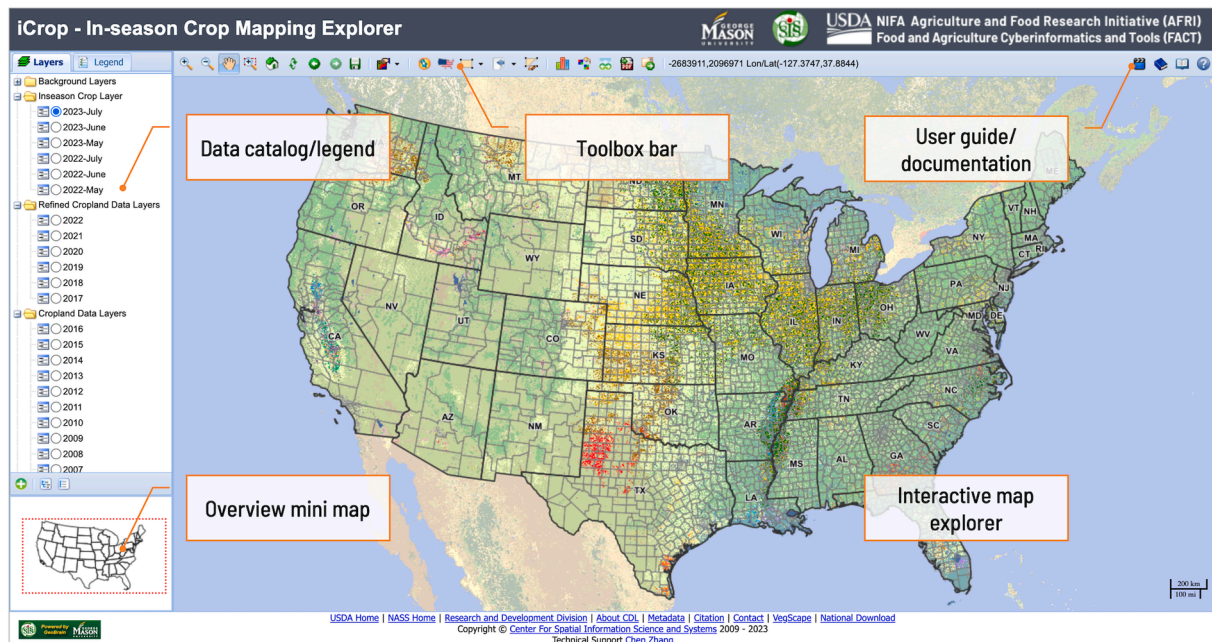 iCrop - In-season Crop Mapping Explorer
GEORGE
MASON
UNIVERSITY
USDA NIFA Agriculture and Food Research Initiative (AFRI)
Food and Agriculture Cyberinformatics and Tools (FACT)
Layers
Legend
-2683911,2096971 Lon/Lat(-127.3747,37.8844)
Background Layers
Inseason Crop Layer
2023-July
2023-June
2023-May
2022-July
2022-June
2022-May
Refined Cropland Data Layers
2022
2021
2020
2019
2018
2017
Cropland Data Layers
2016
2015
2014
2013
2012
2011
2010
2009
2008
2007
Data catalog/legend
Toolbox bar
User guide/
documentation
Overview mini map
Interactive map
explorer
MT
ND
MN
ME
OR
ID
SD
WI
MI
VT
NH
NY
MA
CT
RI
WY
NE
IA
PA
NJ
NV
UT
CO
IL
IN
OH
MD
DE
WV
VA
CA
KS
MO
KY
AZ
NM
OK
AR
TN
NC
SC
TX
LA
MS
AL
GA
200 km
100 mi
USDA Home | NASS Home | Research and Development Division | About CDL | Metadata | Citation | Contact | VegScape | National Download
Copyright © Center For Spatial Information Science and Systems 2009 - 2023
Technical Support Chen Zhang
Powered by
GeoBrain
MASON